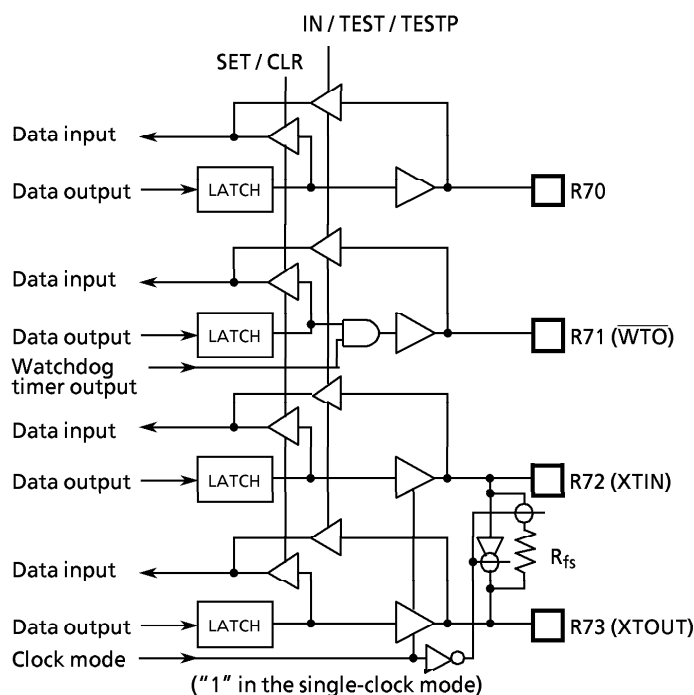 IN / TEST / TESTP
SET / CLR
Data input
Data output
LATCH
R70
Data input
Data output
LATCH
R71 (W̅T̅O̅)
Watchdog
timer output
Data input
Data output
LATCH
R72 (XTIN)
Rfs
Data input
Data output
LATCH
R73 (XTOUT)
Clock mode
("1" in the single-clock mode)